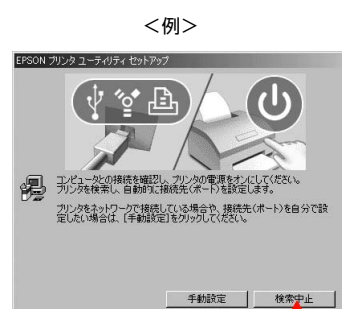 ＜例＞
EPSON プリンタ ユーティリティ セットアップ
コンピュータとの接続を確認し、プリンタの電源をオンにしてください。
プリンタを検索し、自動的に接続先(ポート)を設定します。
プリンタをネットワークで接続している場合や、接続先(ポート)を自分で設
定したい場合は、[手動設定]をクリックしてください。
手動設定
検索中止